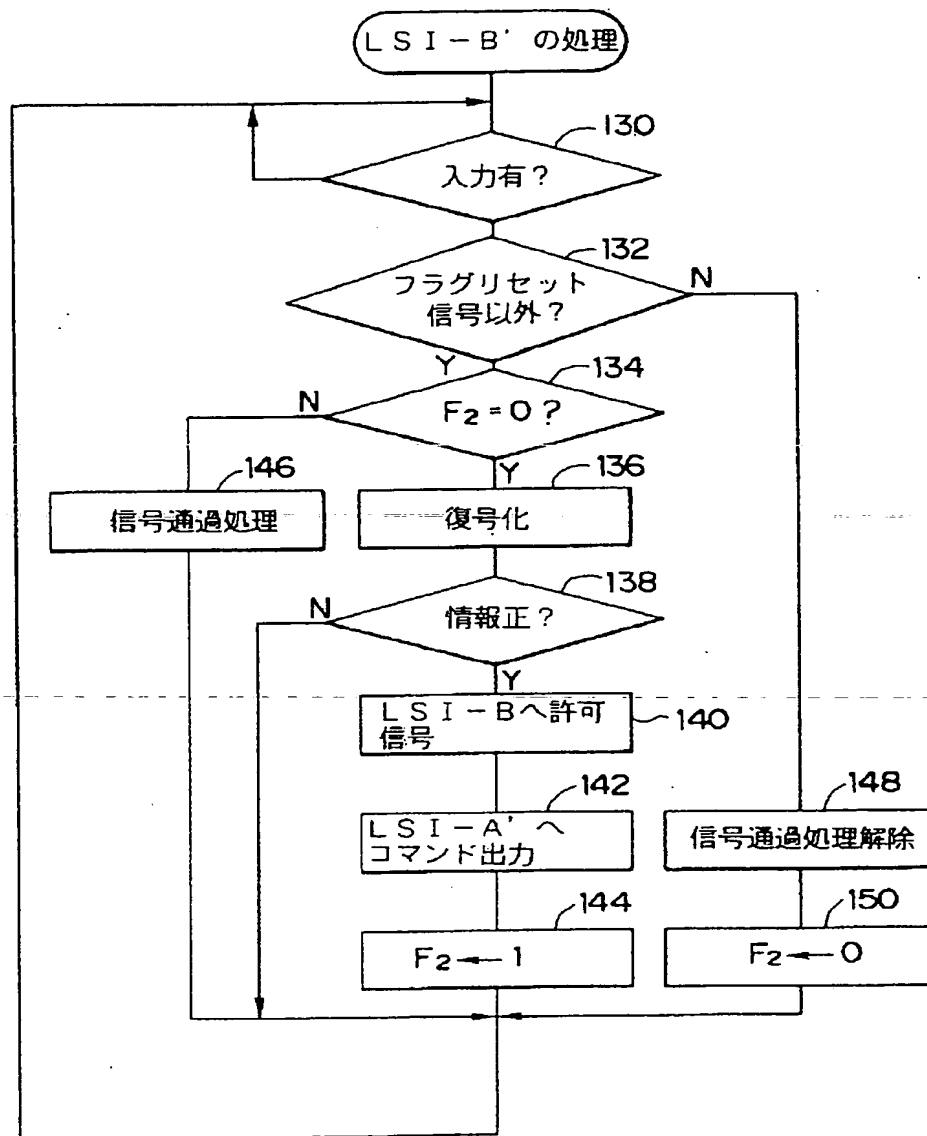 LSI-B' の処理
130
入力有?
132
フラグリセット
信号以外?
N
Y
134
F2=0?
N
Y
146
信号通過処理
136
復号化
138
情報正?
N
Y
LSI-Bへ許可
信号
140
142
LSI-A' へ
コマンド出力
148
信号通過処理解除
144
F2←1
150
F2←0